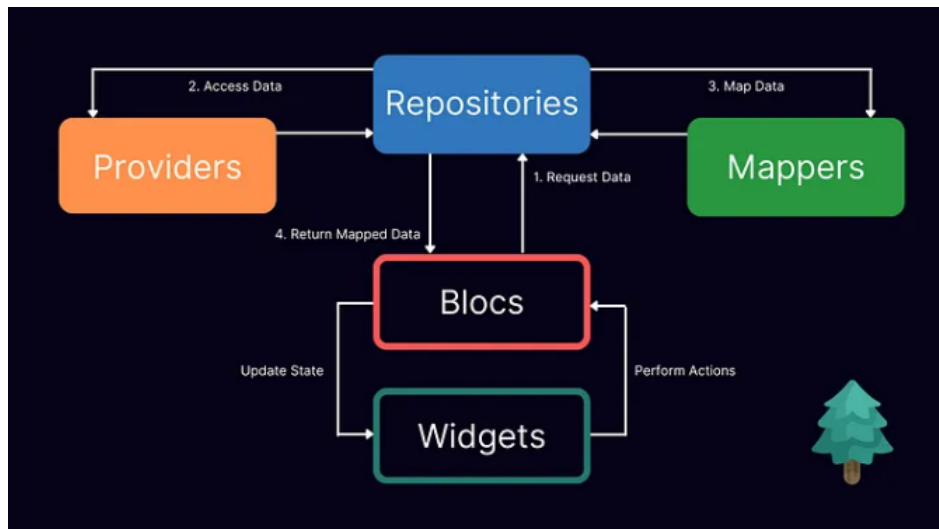 2. Access Data
Repositories
3. Map Data
Providers
Mappers
1. Request Data
4. Return Mapped Data
Blocs
Update State
Perform Actions
Widgets